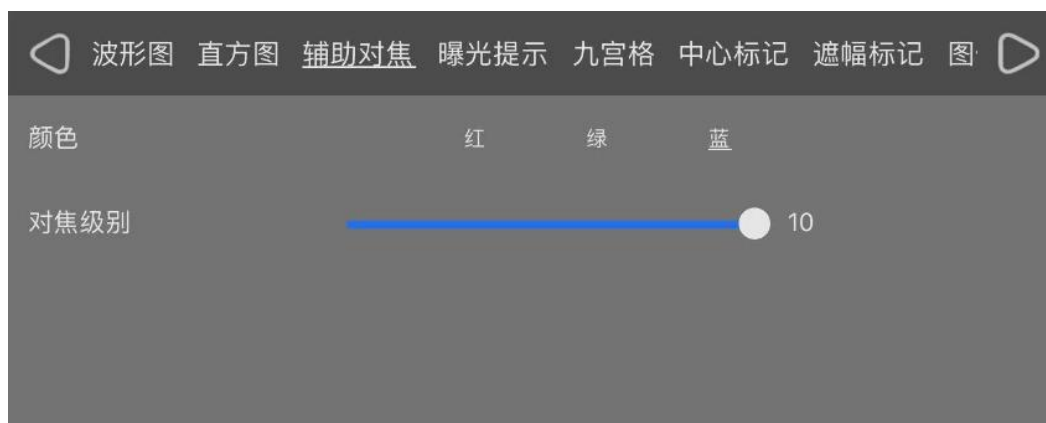 波形图 直方图 辅助对焦 曝光提示 九宫格 中心标记 遮幅标记 图
颜色 红 绿 蓝
对焦级别 10